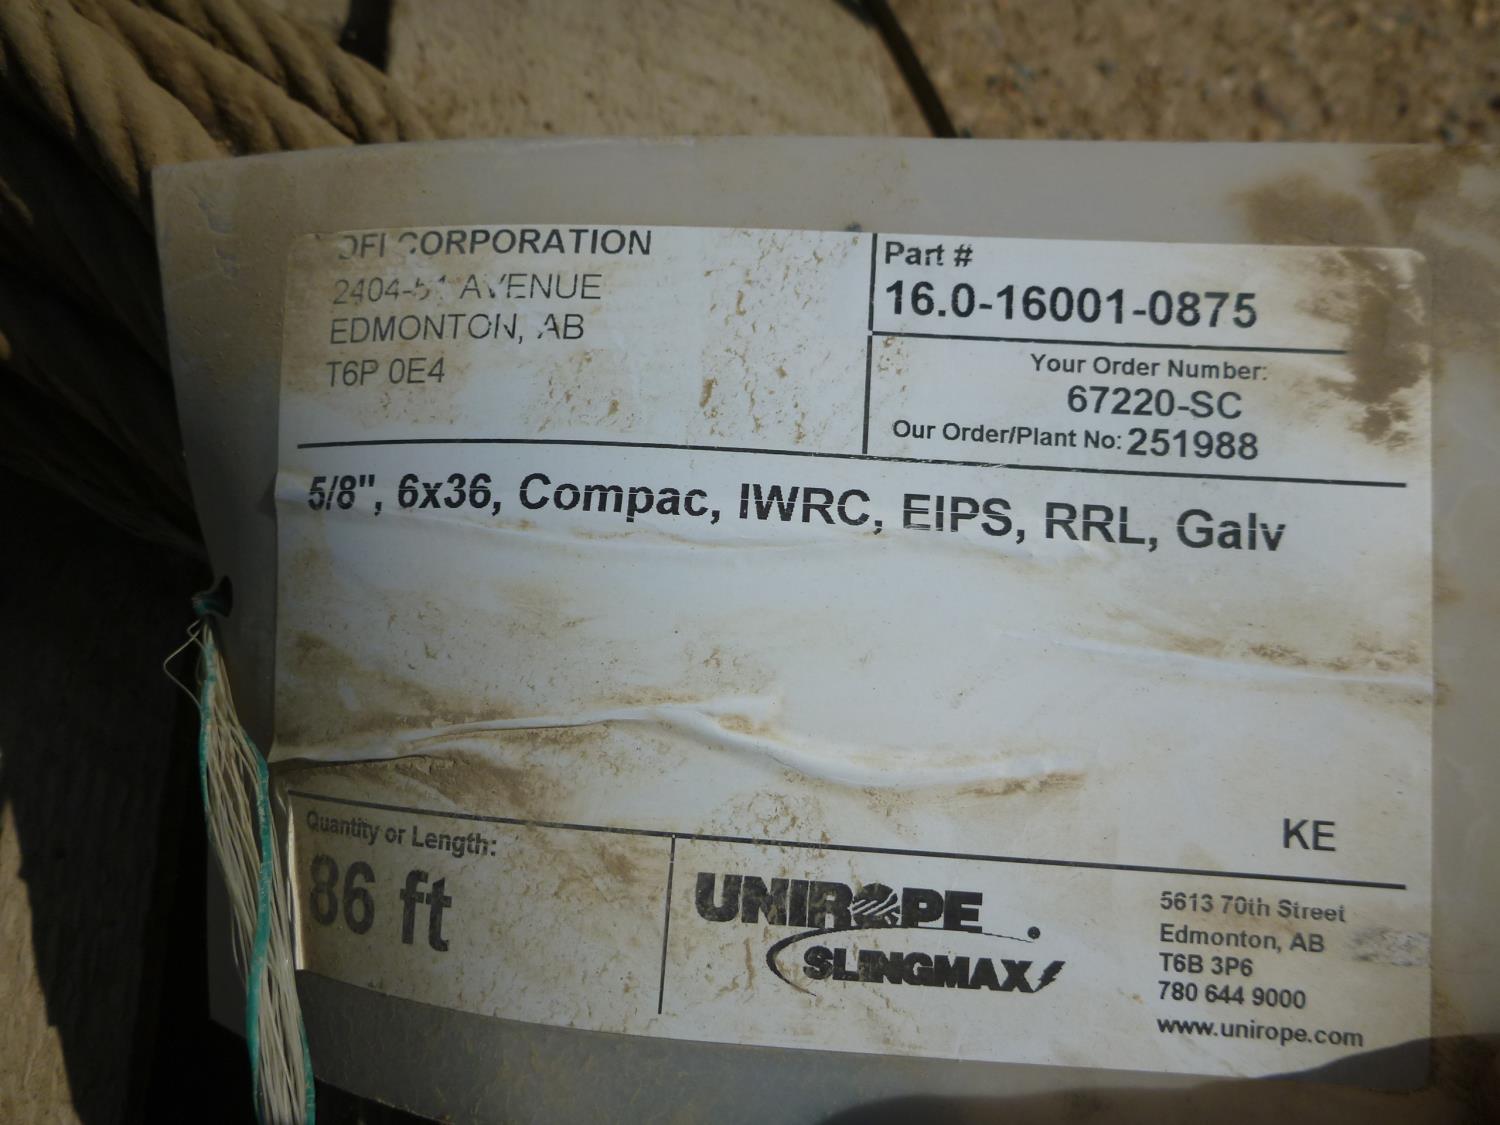 DFI CORPORATION
2404-51 AVENUE
EDMONTON, AB
T6P 0E4
Part #
16.0-16001-0875
Your Order Number:
67220-SC
Our Order/Plant No: 251988
5/8", 6x36, Compac, IWRC, EIPS, RRL, Galv
KE
Quantity or Length:
86 ft
UNIROPE
SLINGMAX
5613 70th Street
Edmonton, AB
T6B 3P6
780 644 9000
www.unirope.com